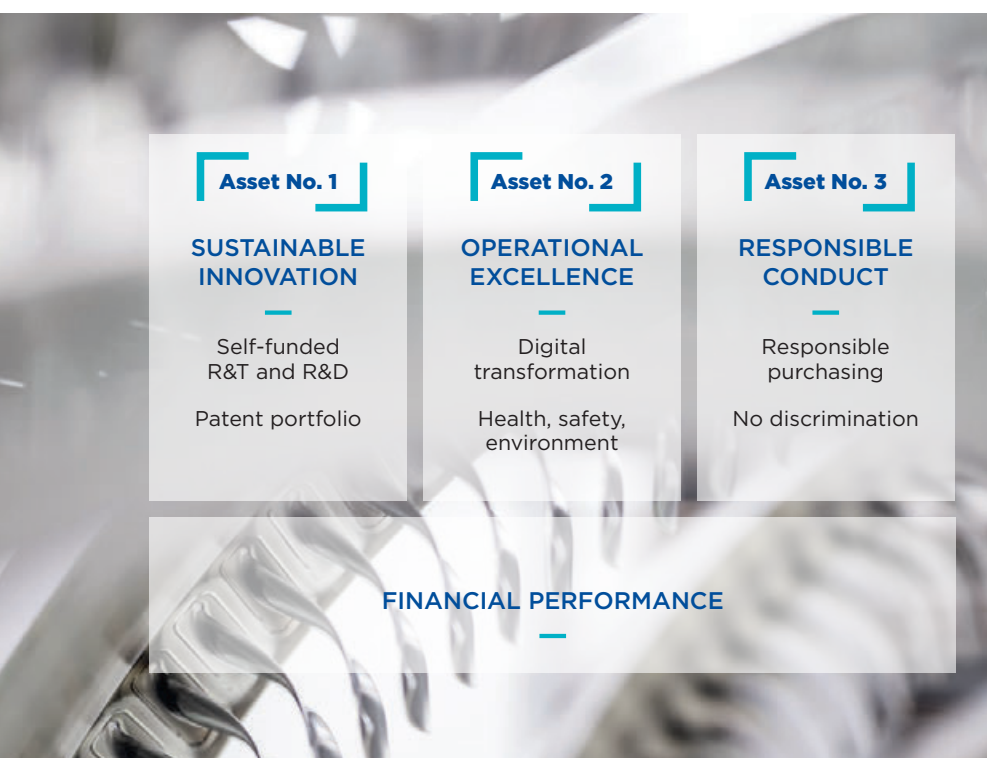 Asset No. 1
SUSTAINABLE
INNOVATION
Self-funded
R&T and R&D
Patent portfolio
Asset No. 2
OPERATIONAL
EXCELLENCE
Digital
transformation
Health, safety,
environment
Asset No. 3
RESPONSIBLE
CONDUCT
Responsible
purchasing
No discrimination
FINANCIAL PERFORMANCE